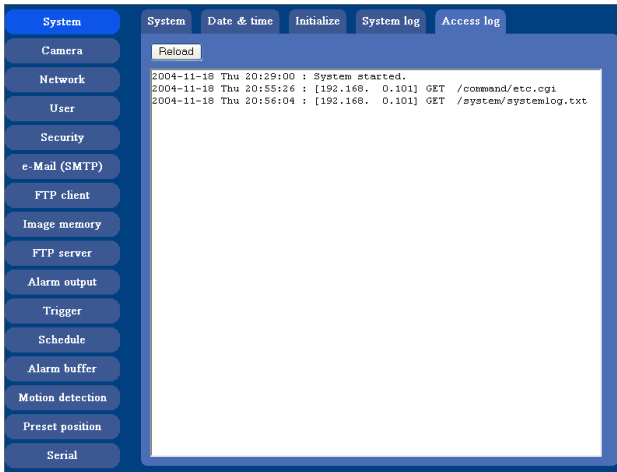 System
Camera
Network
User
Security
e-Mail (SMTP)
FTP client
Image memory
FTP server
Alarm output
Trigger
Schedule
Alarm buffer
Motion detection
Preset position
Serial
System Date & time Initialize System log Access log
Reload
2004-11-18 Thu 20:29:00 : System started.
2004-11-18 Thu 20:55:26 : [192.168.  0.101] GET  /command/etc.cgi
2004-11-18 Thu 20:56:04 : [192.168.  0.101] GET  /system/systemlog.txt